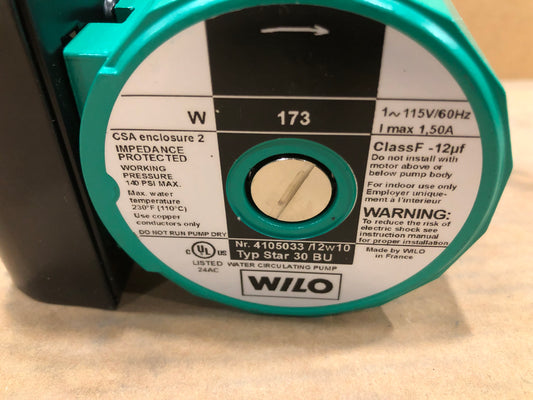 W 173 1~115V/60Hz
I max 1,50A
CSA enclosure 2
IMPEDANCE
PROTECTED
WORKING
PRESSURE
140 PSI MAX.
Max. water
temperature
230°F (110°C)
Use copper
conductors only
DO NOT RUN PUMP DRY
ClassF -12µf
Do not install with
motor above or
below pump body
For indoor use only
Employer unique-
ment a l'interieur
WARNING:
To reduce the risk of
electric shock see
instruction manual
for proper installation
Made by WILO
in France
Nr. 4105033 /12w10
Typ Star 30 BU
C UL US
LISTED WATER CIRCULATING PUMP
24AC
WILO